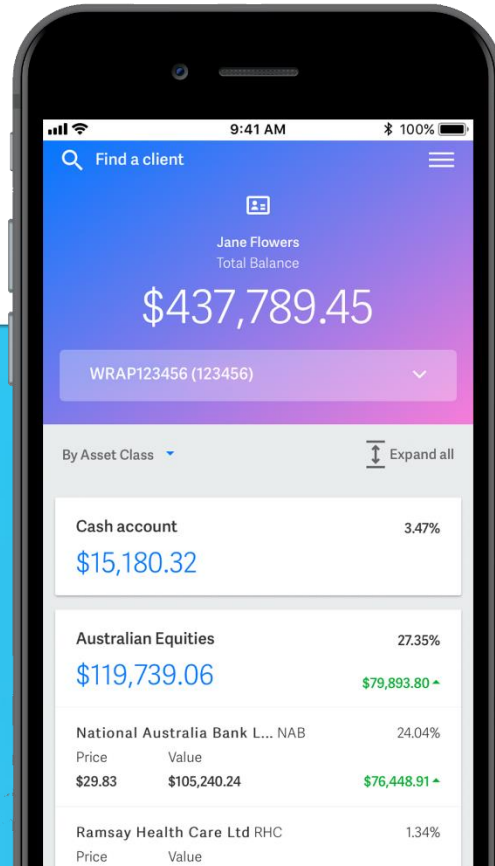 9:41 AM 100%
Find a client
Jane Flowers
Total Balance
$437,789.45
WRAP123456 (123456)
By Asset Class Expand all
Cash account 3.47%
$15,180.32
Australian Equities 27.35%
$119,739.06 $79,893.80
National Australia Bank L... NAB 24.04%
Price Value
$29.83 $105,240.24 $76,448.91
Ramsay Health Care Ltd RHC 1.34%
Price Value